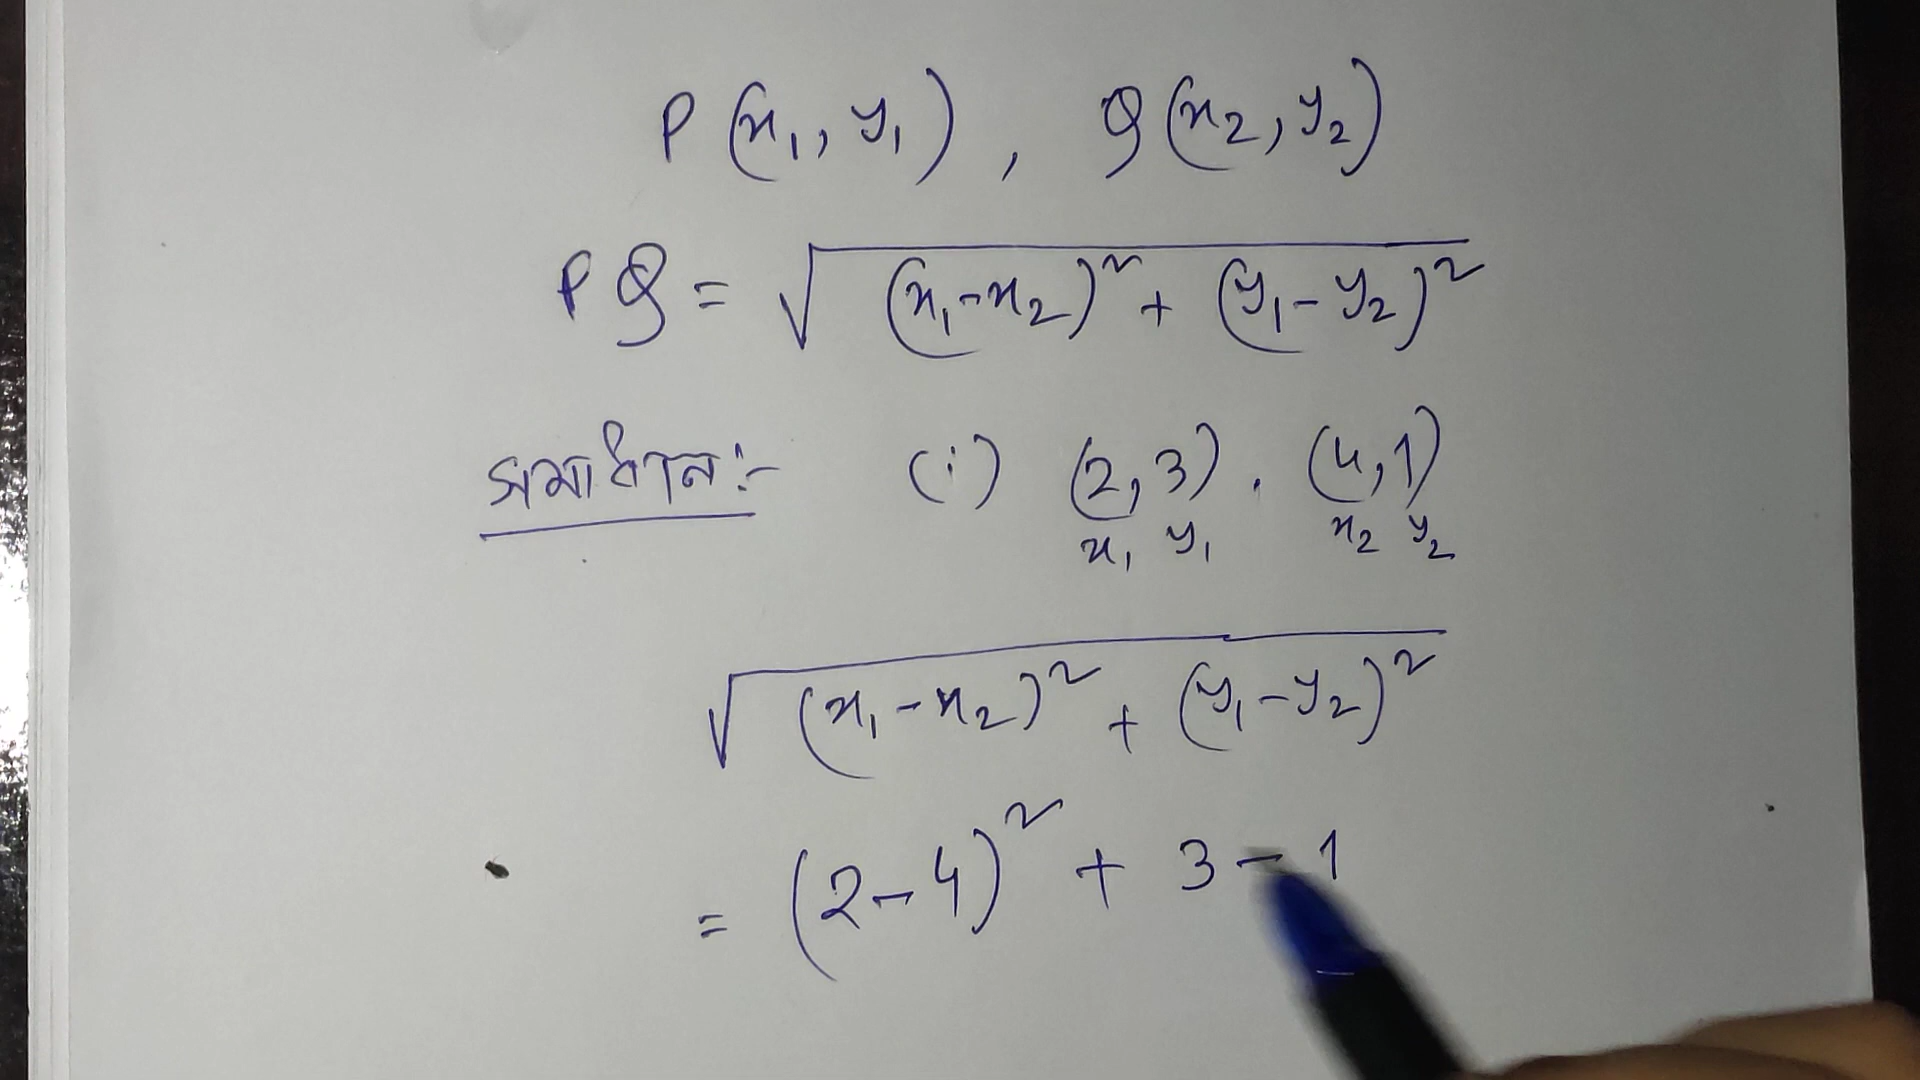 P(x₁, y₁), Q(x₂, y₂)
PQ = √(x₁-x₂)² + (y₁-y₂)²
সমাধান:- (i) (2,3). (4,1)
x₁ y₁ x₂ y₂
√(x₁-x₂)² + (y₁-y₂)²
= (2-4)² + 3-1